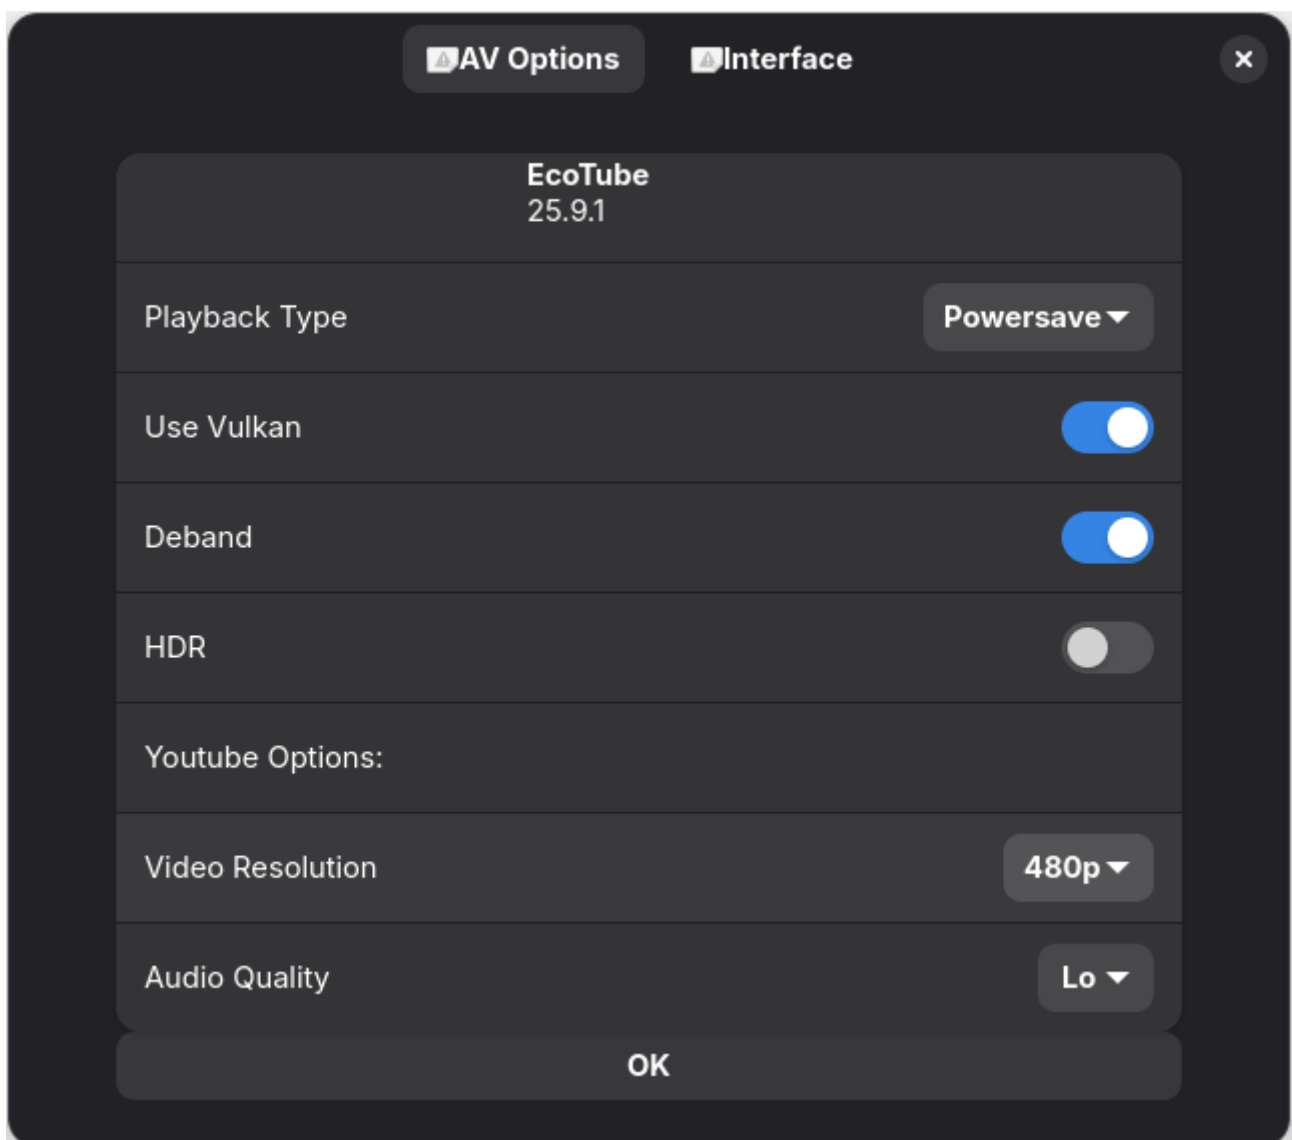 AV Options
Interface
EcoTube
25.9.1
Playback Type
Powersave
Use Vulkan
Deband
HDR
Youtube Options:
Video Resolution
480p
Audio Quality
Lo
OK